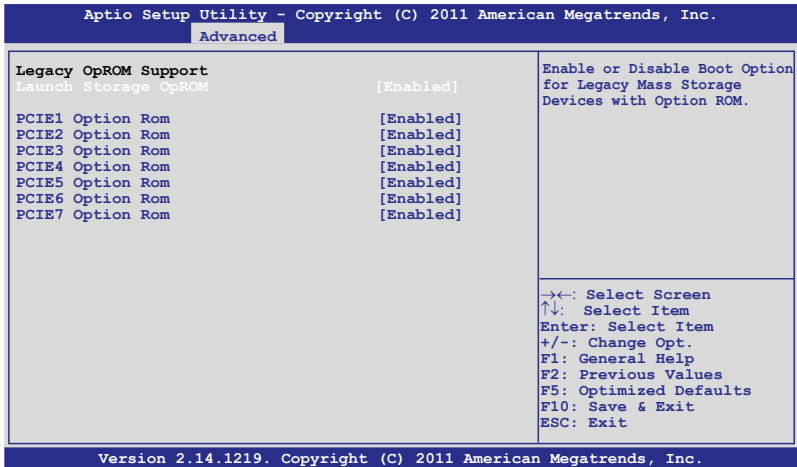 Aptio Setup Utility - Copyright (C) 2011 American Megatrends, Inc.
Advanced
Legacy OpROM Support
Launch Storage OpROM [Enabled]
PCIE1 Option Rom [Enabled]
PCIE2 Option Rom [Enabled]
PCIE3 Option Rom [Enabled]
PCIE4 Option Rom [Enabled]
PCIE5 Option Rom [Enabled]
PCIE6 Option Rom [Enabled]
PCIE7 Option Rom [Enabled]
Enable or Disable Boot Option
for Legacy Mass Storage
Devices with Option ROM.
→←: Select Screen
↑↓: Select Item
Enter: Select Item
+/-: Change Opt.
F1: General Help
F2: Previous Values
F5: Optimized Defaults
F10: Save & Exit
ESC: Exit
Version 2.14.1219. Copyright (C) 2011 American Megatrends, Inc.